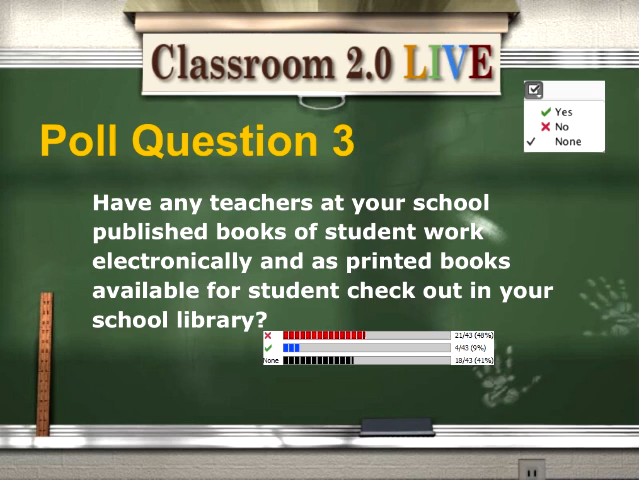 Classroom 2.0 LIVE
Yes
No
None
Poll Question 3
Have any teachers at your school
published books of student work
electronically and as printed books
available for student check out in your
school library?
21/43 (48%)
4/43 (9%)
None 18/43 (41%)